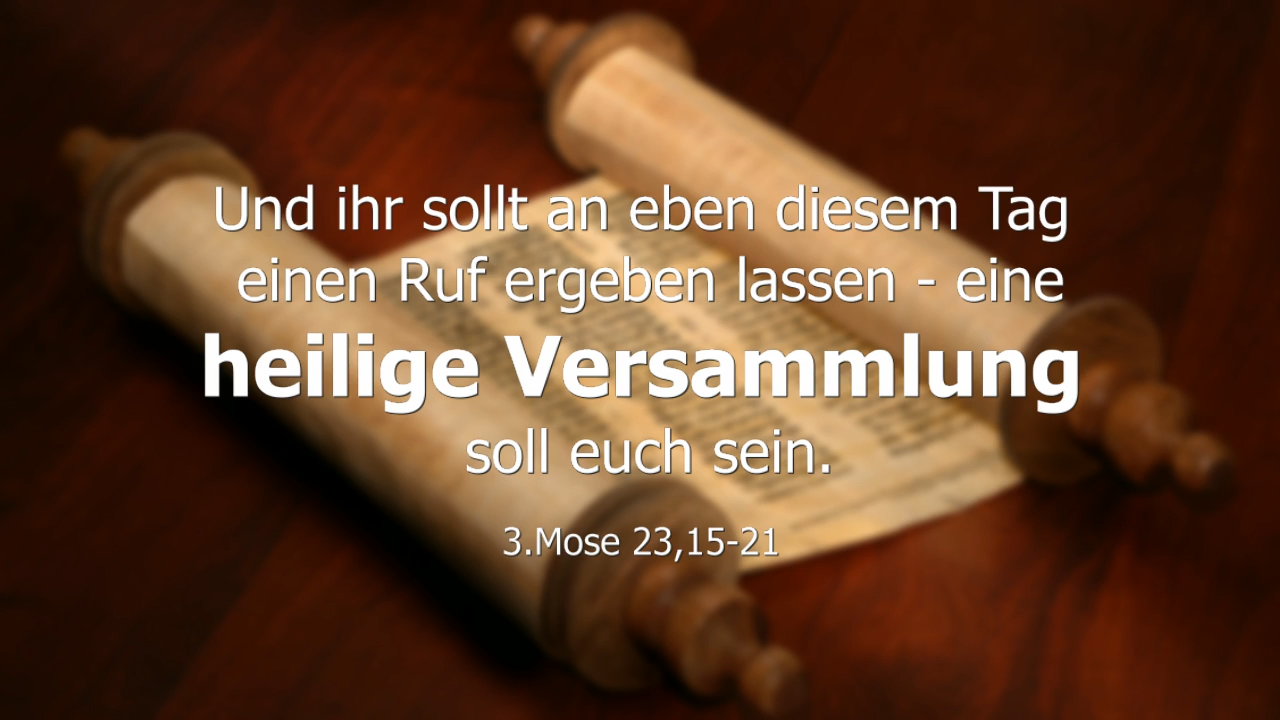 Und ihr sollt an eben diesem Tag
einen Ruf ergeben lassen - eine
heilige Versammlung
soll euch sein.
3.Mose 23,15-21